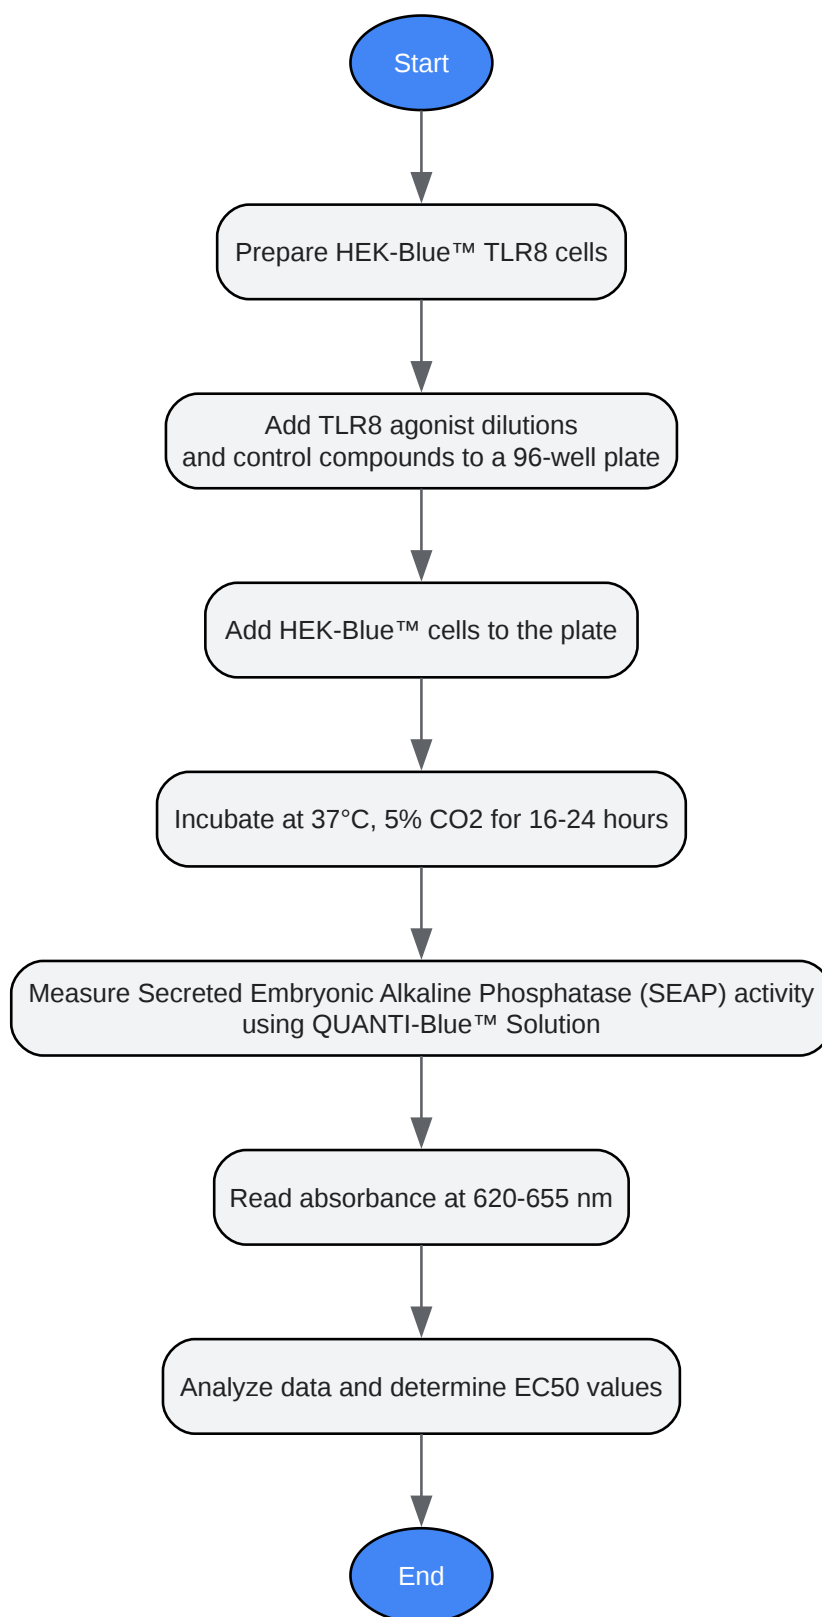 Start
Prepare HEK-Blue™ TLR8 cells
Add TLR8 agonist dilutions
and control compounds to a 96-well plate
Add HEK-Blue™ cells to the plate
Incubate at 37°C, 5% CO2 for 16-24 hours
Measure Secreted Embryonic Alkaline Phosphatase (SEAP) activity
using QUANTI-Blue™ Solution
Read absorbance at 620-655 nm
Analyze data and determine EC50 values
End